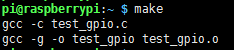 pi@raspberrypi:~ $ make
gcc -c test_gpio.c
gcc -g -o test_gpio test_gpio.o